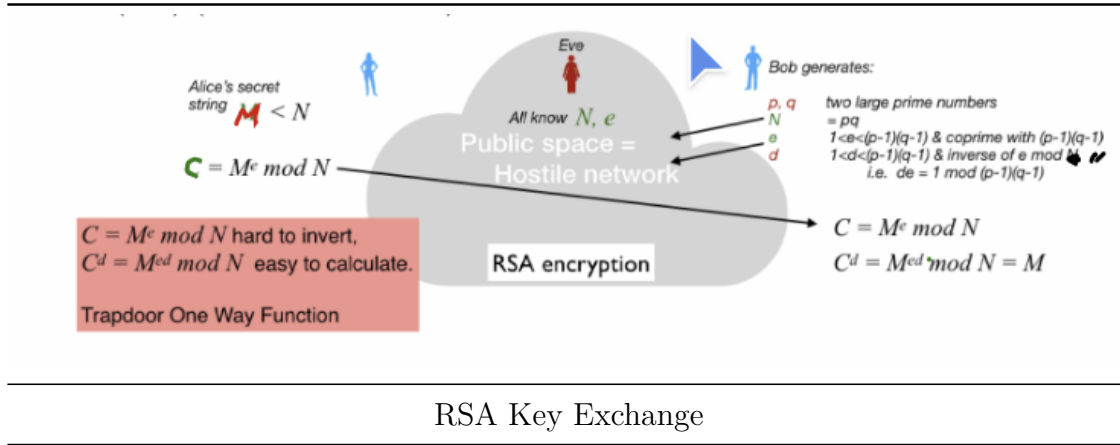 Eve
Bob generates:
Alice's secret
string M < N
All know N, e
p, q two large prime numbers
N = pq
e 1<e<(p-1)(q-1) & coprime with (p-1)(q-1)
d 1<d<(p-1)(q-1) & inverse of e mod
i.e. de = 1 mod (p-1)(q-1)
Public space =
Hostile network
C = Mᵉ mod N
C = Mᵉ mod N
Cᵈ = Mᵉᵈ mod N = M
C = Mᵉ mod N hard to invert,
Cᵈ = Mᵉᵈ mod N easy to calculate.
Trapdoor One Way Function
RSA encryption
RSA Key Exchange